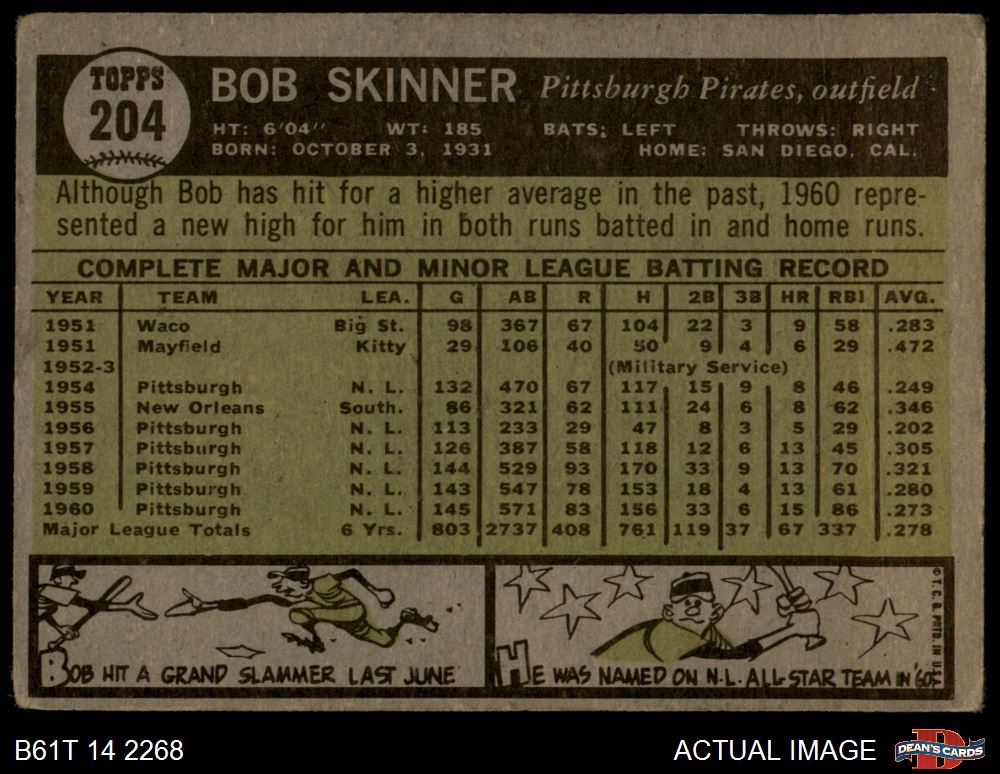 TOPPS
204
BOB SKINNER Pittsburgh Pirates, outfield
HT: 6'04" WT: 185 BATS: LEFT THROWS: RIGHT
BORN: OCTOBER 3, 1931 HOME: SAN DIEGO, CAL.
Although Bob has hit for a higher average in the past, 1960 repre-
sented a new high for him in both runs batted in and home runs.
COMPLETE MAJOR AND MINOR LEAGUE BATTING RECORD
YEAR TEAM LEA. G AB R H 2B 3B HR RBI AVG.
1951 Waco Big St. 98 367 67 104 22 3 9 58 .283
1951 Mayfield Kitty 29 106 40 50 9 4 6 29 .472
1952-3 (Military Service)
1954 Pittsburgh N. L. 132 470 67 117 15 9 8 46 .249
1955 New Orleans South. 86 321 62 111 24 6 8 62 .346
1956 Pittsburgh N. L. 113 233 29 47 8 3 5 29 .202
1957 Pittsburgh N. L. 126 387 58 118 12 6 13 45 .305
1958 Pittsburgh N. L. 144 529 93 170 33 9 13 70 .321
1959 Pittsburgh N. L. 143 547 78 153 18 4 13 61 .280
1960 Pittsburgh N. L. 145 571 83 156 33 6 15 86 .273
Major League Totals 6 Yrs. 803 2737 408 761 119 37 67 337 .278
BOB HIT A GRAND SLAMMER LAST JUNE
HE WAS NAMED ON N.L. ALL-STAR TEAM IN '60
© T. C. G. PRTD. IN U.
B61T 14 2268
ACTUAL IMAGE
D
DEAN'S CARDS